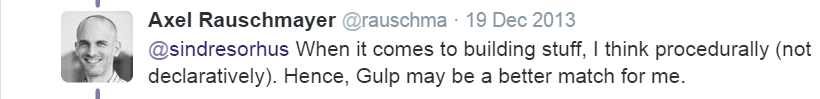 Axel Rauschmayer @rauschma · 19 Dec 2013
@sindresorhus When it comes to building stuff, I think procedurally (not
declaratively). Hence, Gulp may be a better match for me.